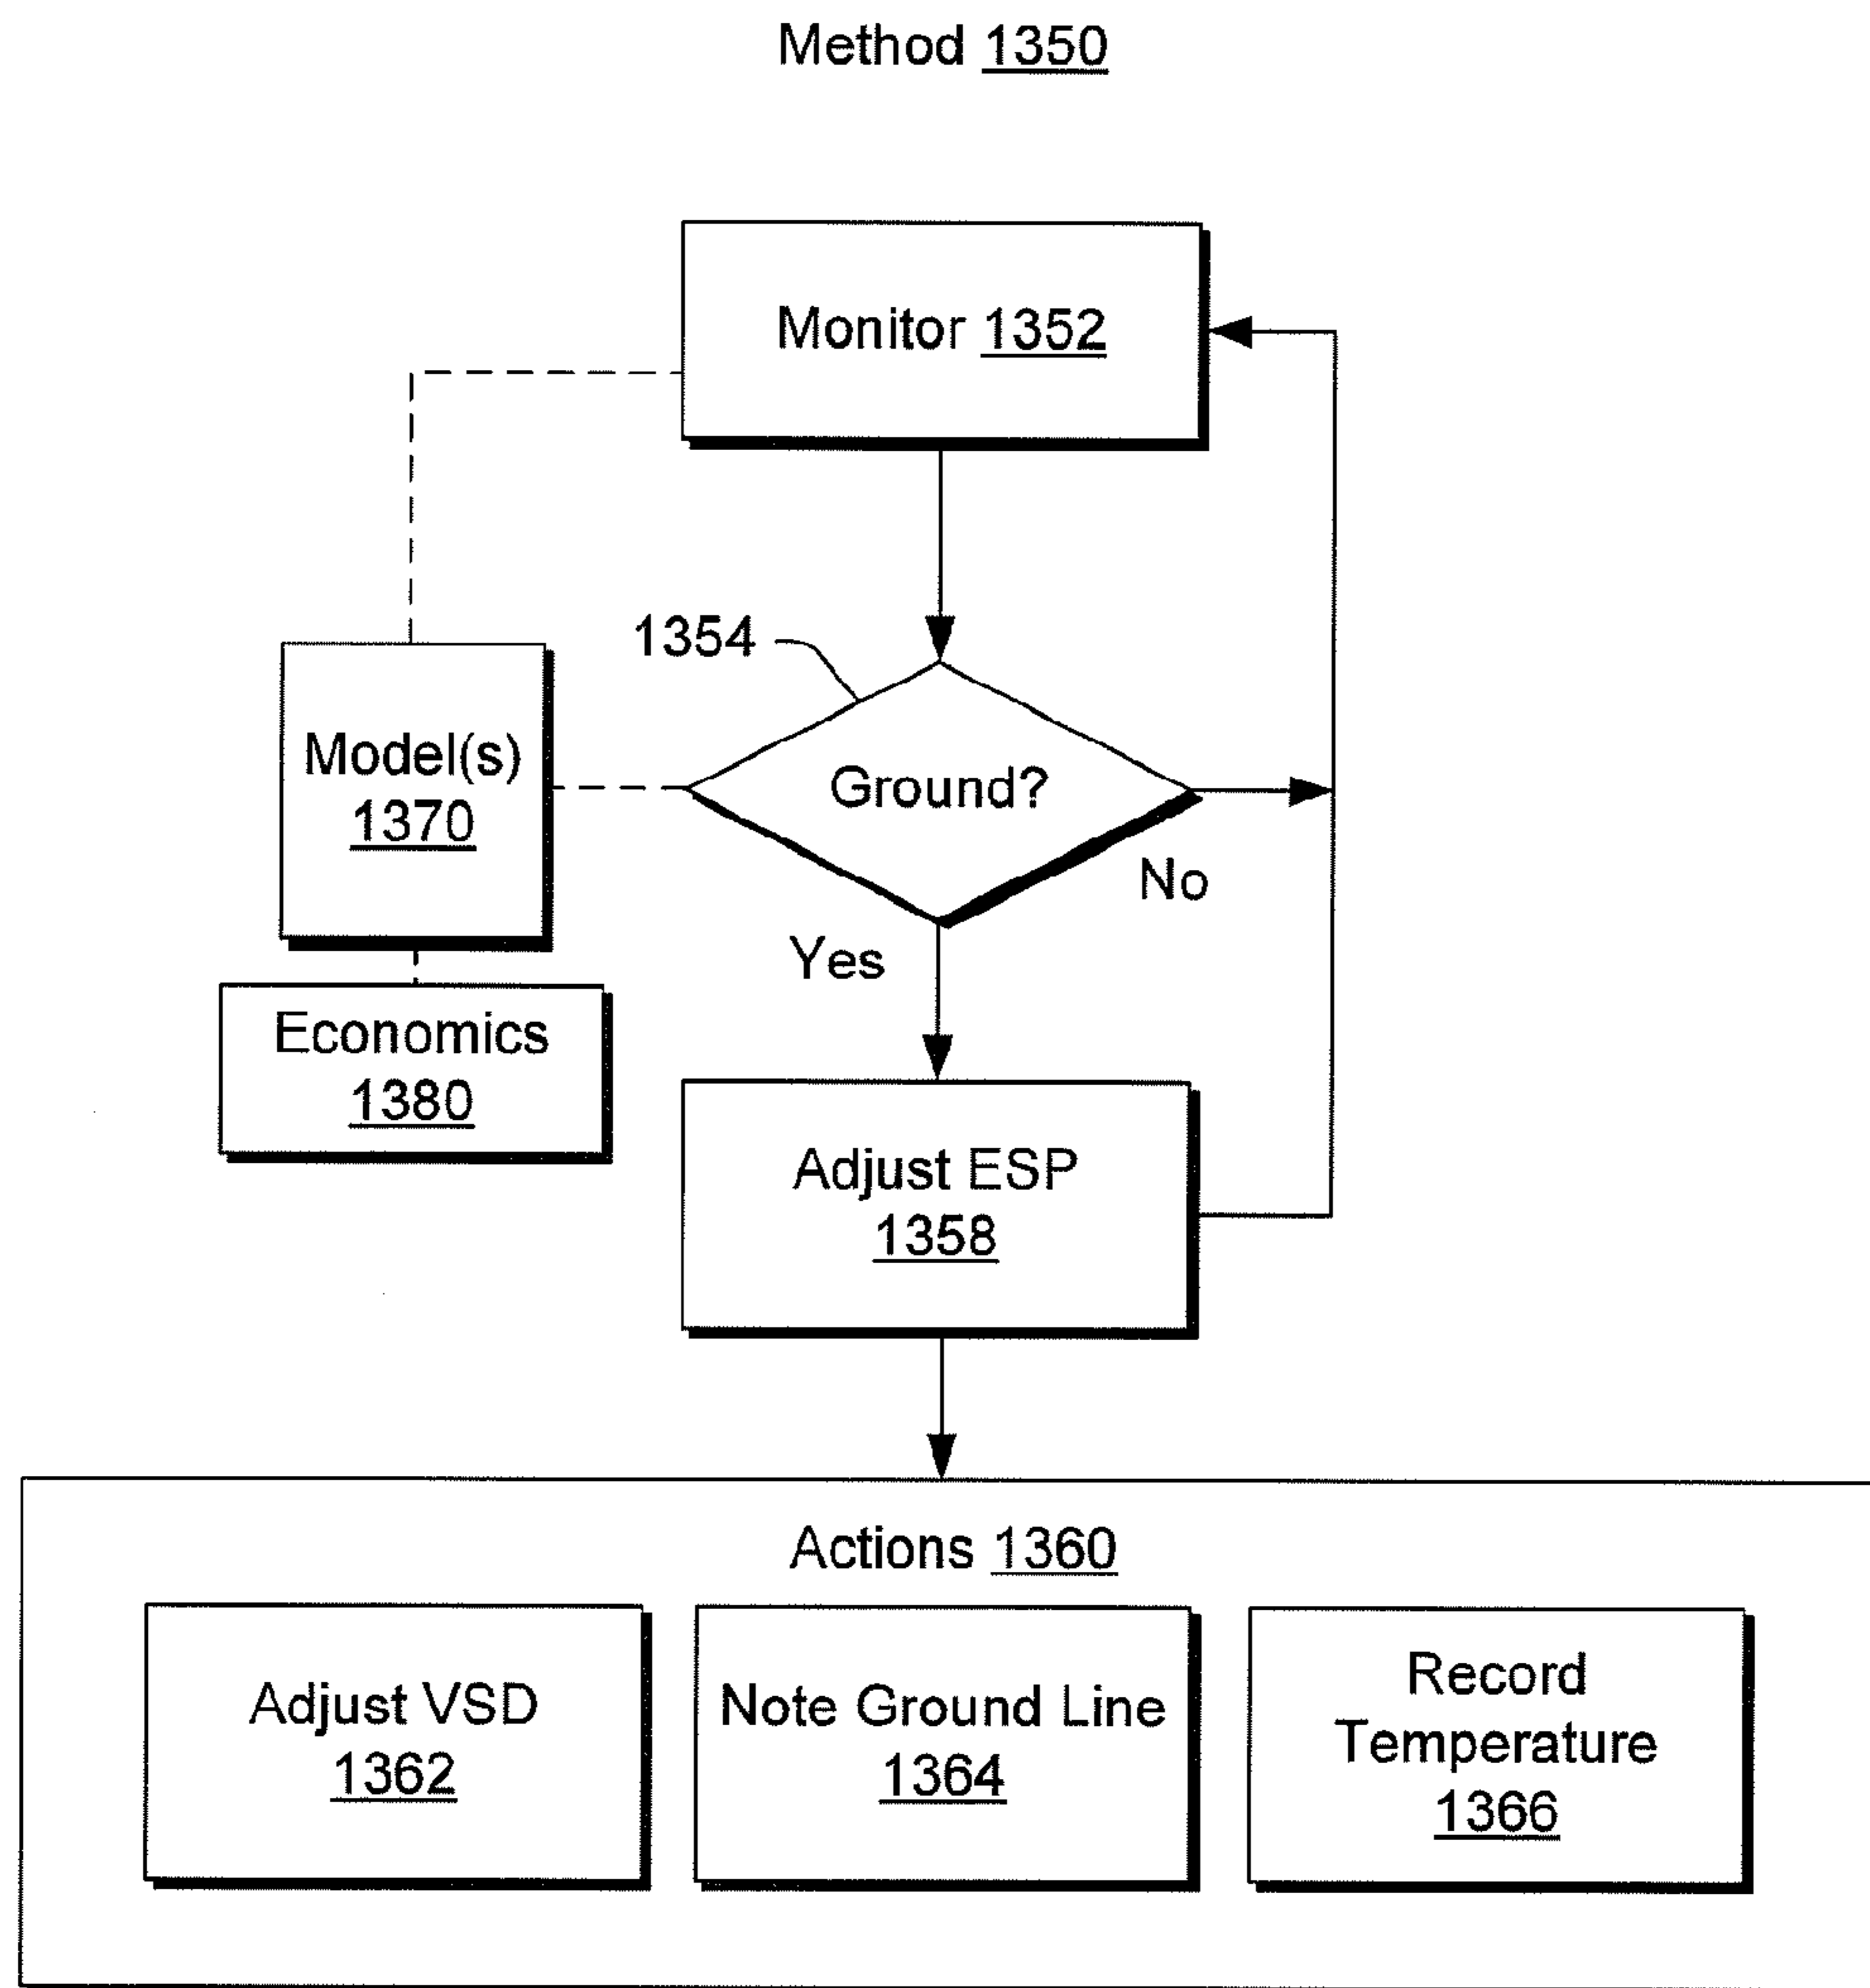 Method 1350
Monitor 1352
1354
Model(s)
1370
Ground?
No
Yes
Economics
1380
Adjust ESP
1358
Actions 1360
Adjust VSD
1362
Note Ground Line
1364
Record
Temperature
1366